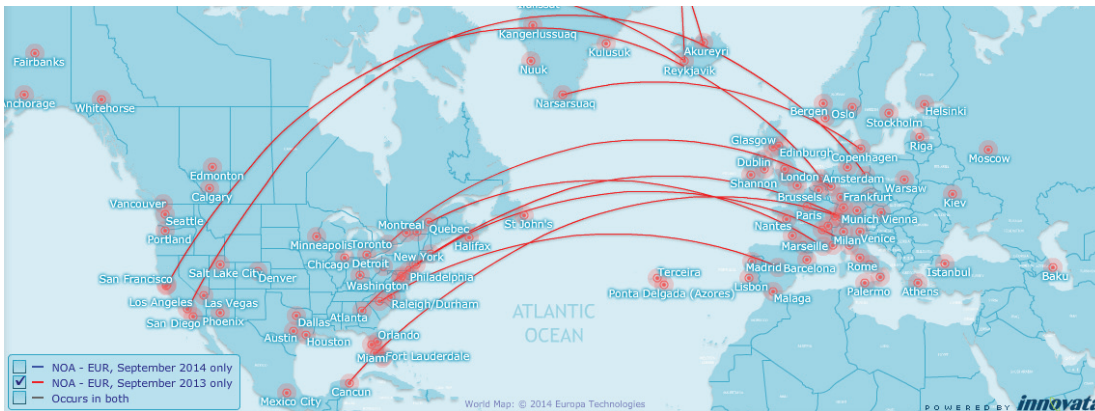 Kangerlussuaq
Kulusuk
Akureyri
Fairbanks
Nuuk
Reykjavik
Anchorage
Whitehorse
Narsarsuaq
Bergen
Oslo
Helsinki
Stockholm
Glasgow
Edinburgh
Copenhagen
Riga
Moscow
Dublin
Edmonton
London
Amsterdam
Shannon
Warsaw
Calgary
Brussels
Frankfurt
Kiev
Vancouver
Seattle
Paris
Munich
Vienna
Montreal
Quebec
St John's
Nantes
Portland
Minneapolis
Toronto
Halifax
Marseille
Milan
Venice
Chicago
Detroit
New York
San Francisco
Salt Lake City
Denver
Philadelphia
Madrid
Barcelona
Rome
Istanbul
Baku
Terceira
Washington
Lisbon
Palermo
Athens
Ponta Delgada (Azores)
Malaga
Los Angeles
Las Vegas
Raleigh/Durham
Atlanta
San Diego
Phoenix
Dallas
ATLANTIC
OCEAN
Austin
Houston
Orlando
Miami
Fort Lauderdale
NOA - EUR, September 2014 only
NOA - EUR, September 2013 only
Cancun
Occurs in both
Mexico City
World Map: © 2014 Europa Technologies
POWERED BY innovata